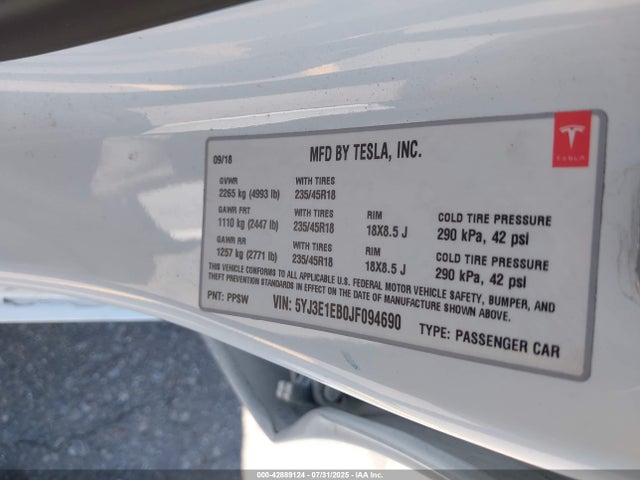 09/18 MFD BY TESLA, INC.
TESLA
GVWR WITH TIRES
2265 kg (4993 lb) 235/45R18
GAWR FRT WITH TIRES RIM COLD TIRE PRESSURE
1110 kg (2447 lb) 235/45R18 18X8.5 J 290 kPa, 42 psi
GAWR RR WITH TIRES RIM COLD TIRE PRESSURE
1257 kg (2771 lb) 235/45R18 18X8.5 J 290 kPa, 42 psi
THIS VEHICLE CONFORMS TO ALL APPLICABLE U.S. FEDERAL MOTOR VEHICLE SAFETY, BUMPER, AND
THEFT PREVENTION STANDARDS IN EFFECT ON THE DATE OF MANUFACTURE SHOWN ABOVE.
PNT: PPSW VIN: 5YJ3E1EB0JF094690 TYPE: PASSENGER CAR
000-42889124 07/31/2025 IAA Inc.